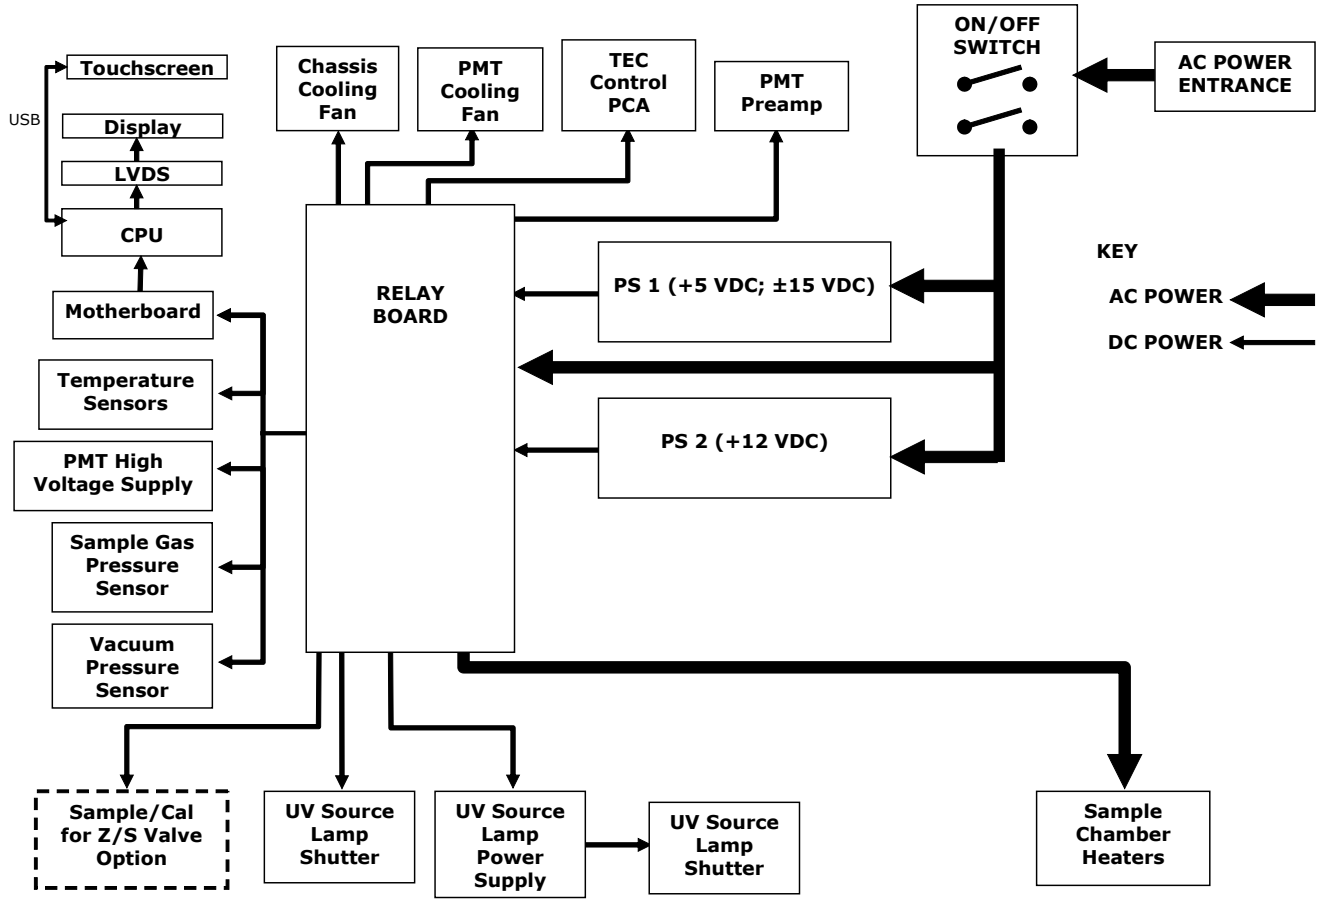 ON/OFF
SWITCH
AC POWER
ENTRANCE
Touchscreen
USB
Display
LVDS
CPU
Motherboard
Chassis
Cooling
Fan
PMT
Cooling
Fan
TEC
Control
PCA
PMT
Preamp
KEY
AC POWER
DC POWER
RELAY
BOARD
PS 1 (+5 VDC; ±15 VDC)
PS 2 (+12 VDC)
Temperature
Sensors
PMT High
Voltage Supply
Sample Gas
Pressure
Sensor
Vacuum
Pressure
Sensor
Sample/Cal
for Z/S Valve
Option
UV Source
Lamp
Shutter
UV Source
Lamp
Power
Supply
UV Source
Lamp
Shutter
Sample
Chamber
Heaters